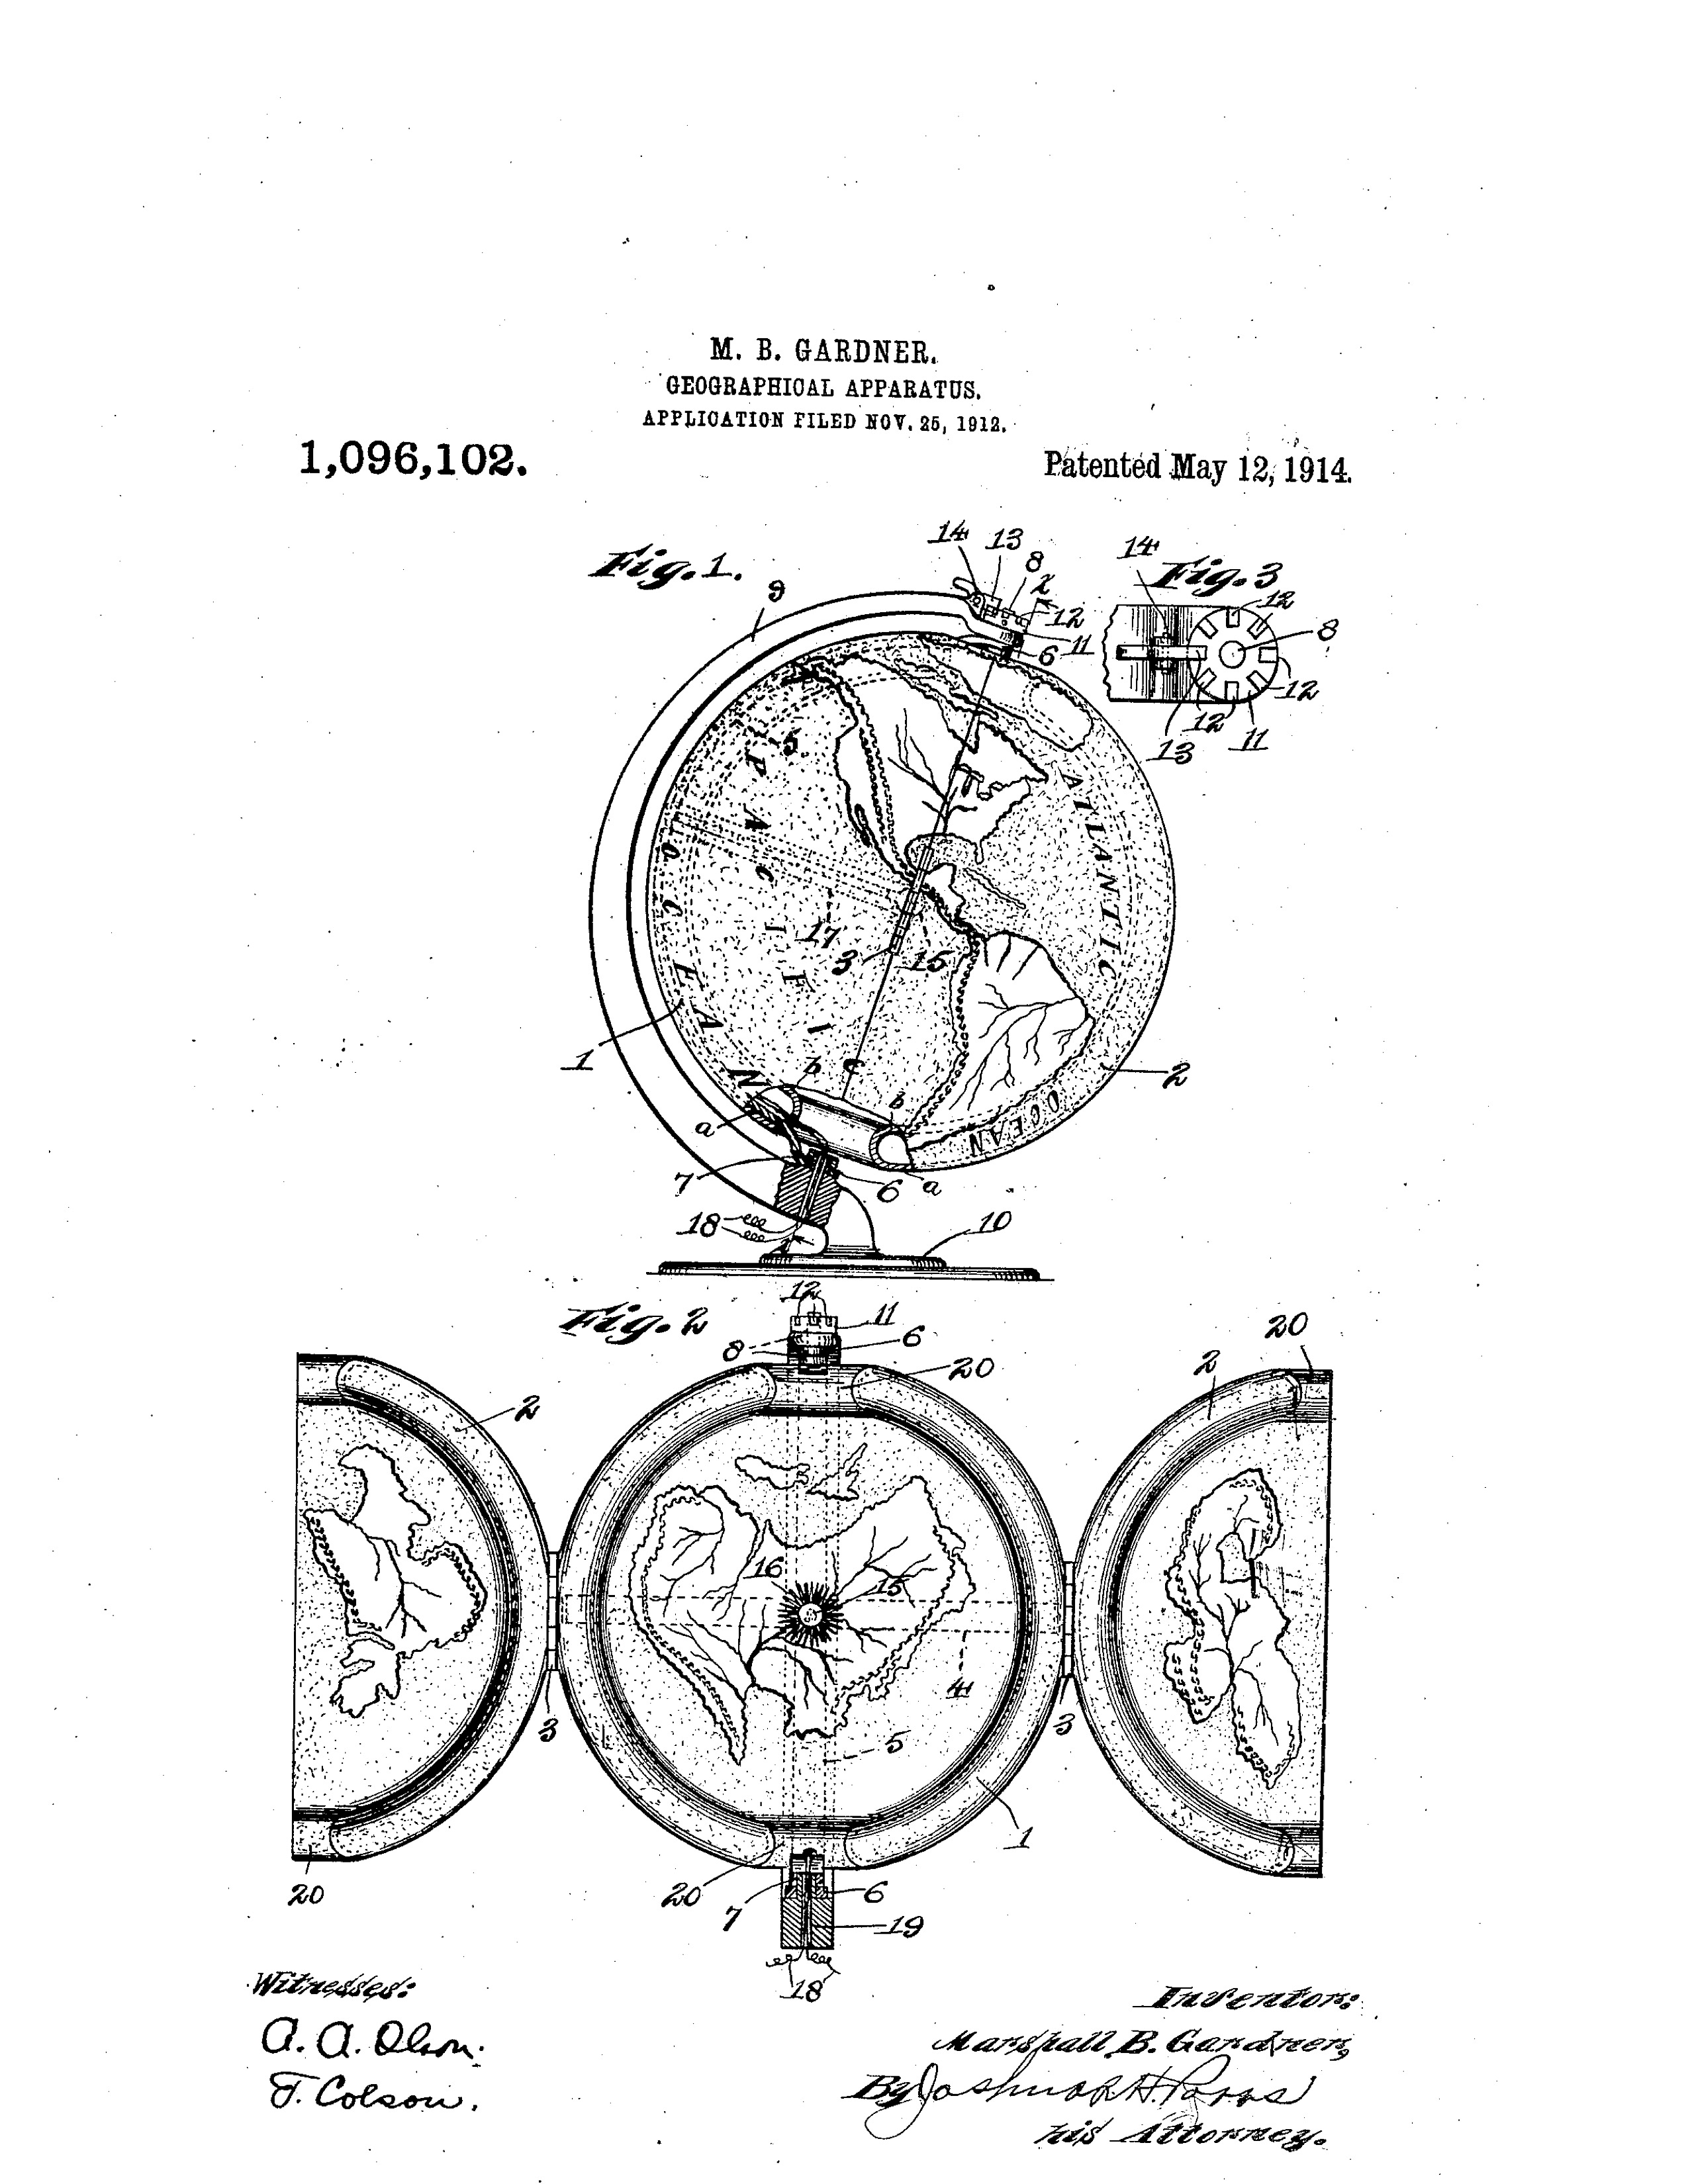 M. B. GARDNER.
GEOGRAPHICAL APPARATUS.
APPLICATION FILED NOV. 25, 1912.
1,096,102.
Patented May 12, 1914.
Fig. 1.
14 13 8 2 12 11 6
9
5
PACIFIC
OCEAN
ATLANTIC
OCEAN
17 3 15
1
2
b b
a a
7 6
18
10
Fig. 3
14 12 8 12 12 13 11
Fig. 2
12 11 8 6 20
20 2
2
16 15
4
3 3
5
1
20 20
7 6
19
18
Witnesses:
A. A. Olson.
F. Colson.
Inventor:
Marshall B. Gardner,
By Joshua R H Potts
his Attorney.